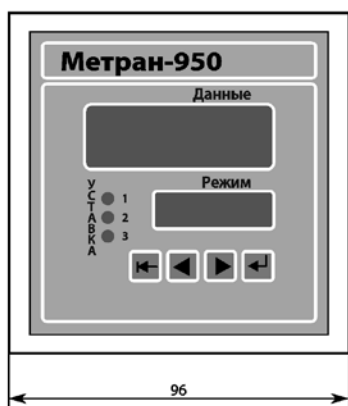 Метран-950
Данные
Режим
УСТАВКА
1
2
3
96